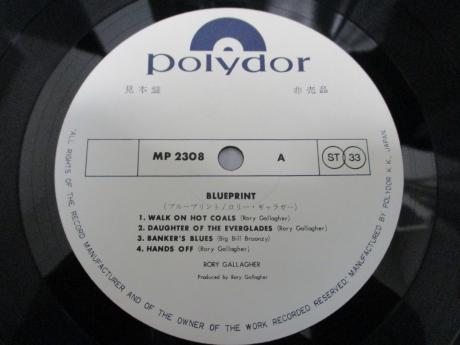 polydor
見本盤 非売品
MP 2308 A ST 33
BLUEPRINT
(ブループリント/ロリー・ギャラガー)
1. WALK ON HOT COALS (Rory Gallagher)
2. DAUGHTER OF THE EVERGLADES (Rory Gallagher)
3. BANKER'S BLUES (Big Bill Broonzy)
4. HANDS OFF (Rory Gallagher)
RORY GALLAGHER
Produced by Rory Gallagher
"ALL RIGHTS OF THE RECORD MANUFACTURER AND OF THE OWNER OF THE WORK RECORDED RESERVED; MANUFACTURED BY POLYDOR K.K., JAPAN